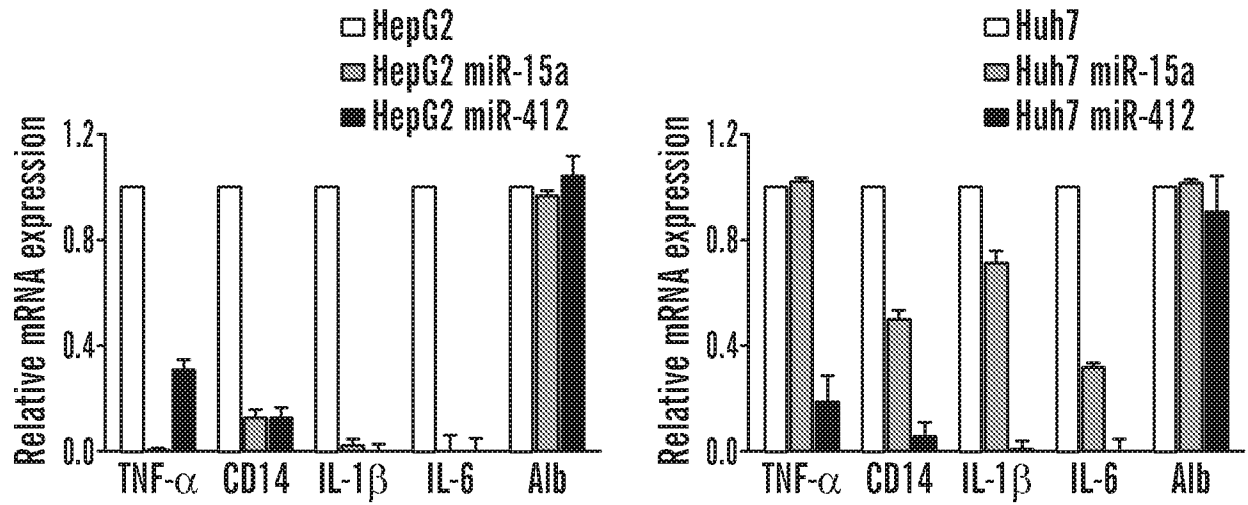 HepG2
HepG2 miR-15a
HepG2 miR-412
Relative mRNA expression
1.2
0.8
0.4
0.0
TNF-α CD14 IL-1β IL-6 Alb
Huh7
Huh7 miR-15a
Huh7 miR-412
Relative mRNA expression
1.2
0.8
0.4
0.0
TNF-α CD14 IL-1β IL-6 Alb